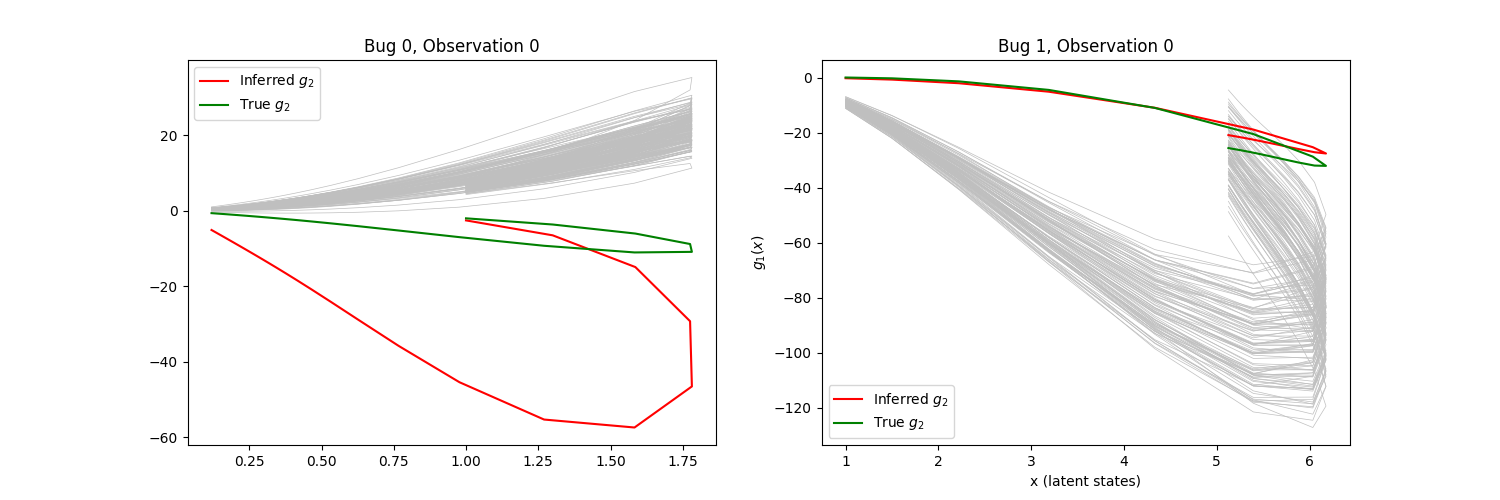 Bug 0, Observation 0
Inferred g₂
True g₂
20
0
−20
−40
−60
0.25 0.50 0.75 1.00 1.25 1.50 1.75
Bug 1, Observation 0
g₁(x)
0
−20
−40
−60
−80
−100
−120
Inferred g₂
True g₂
1 2 3 4 5 6
x (latent states)